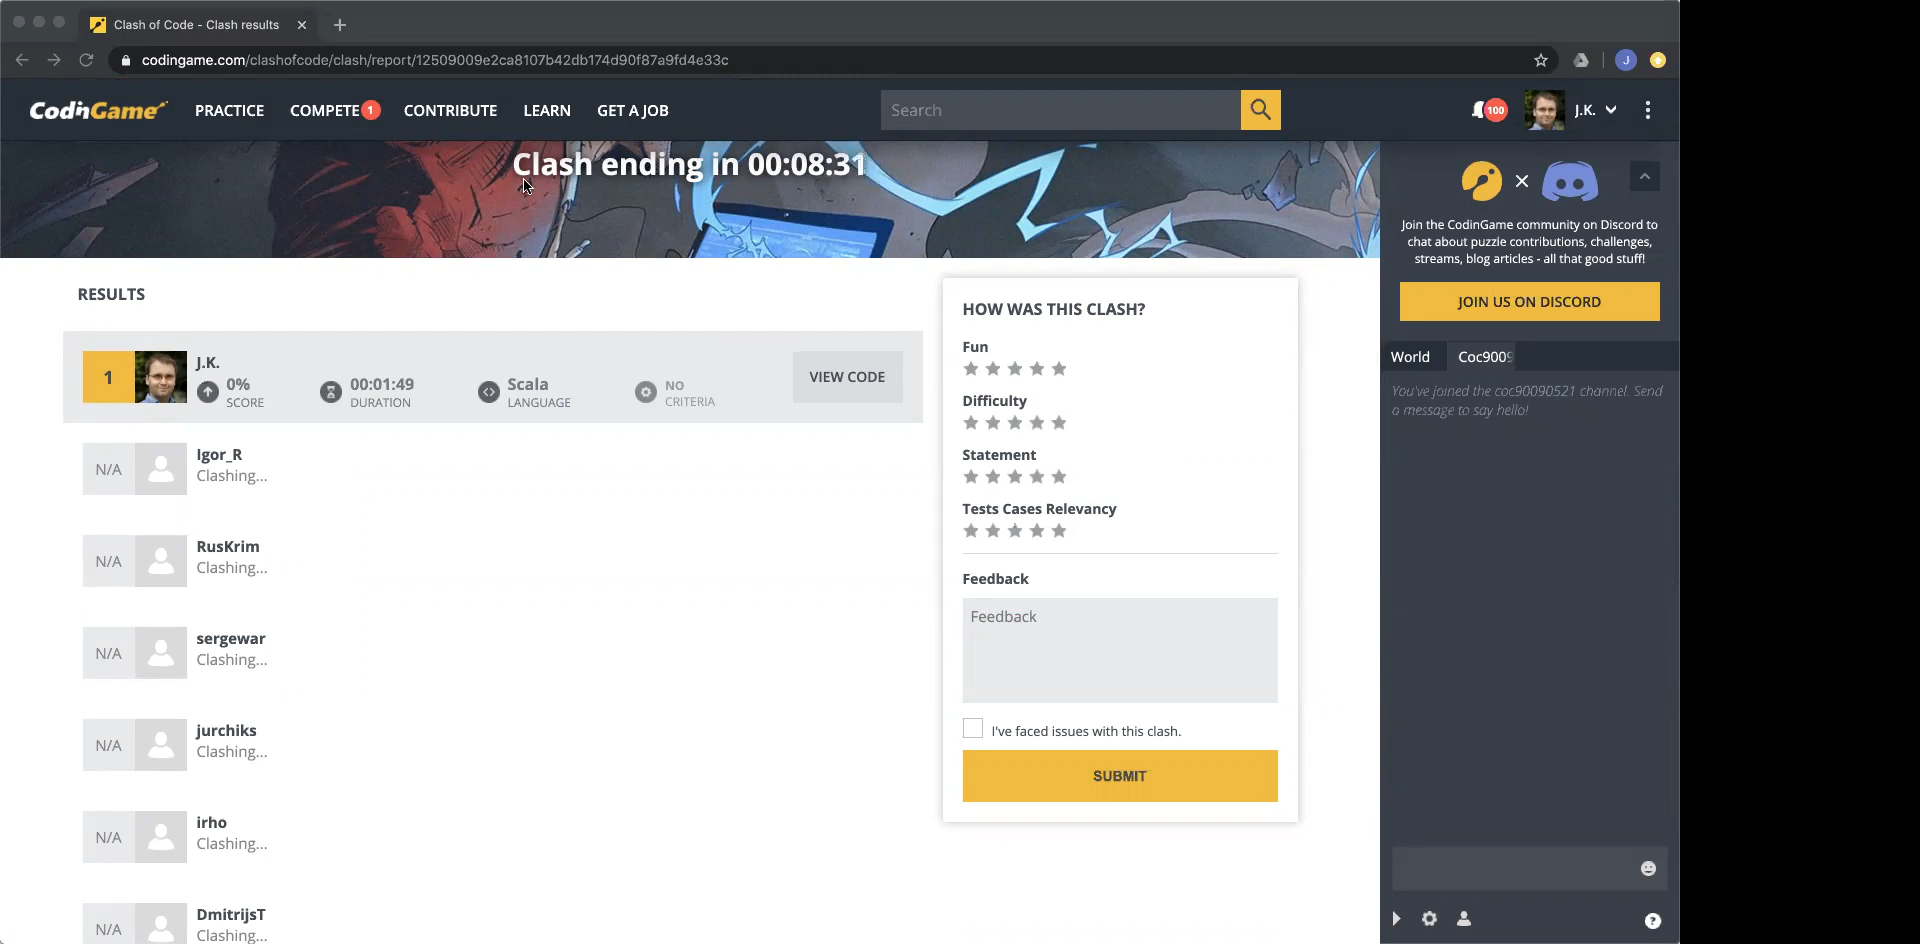 Clash of Code - Clash results
codingame.com/clashofcode/clash/report/12509009e2ca8107b42db174d90f87a9fd4e33c
J
CodinGame
PRACTICE
COMPETE 1
CONTRIBUTE
LEARN
GET A JOB
Search
100
J.K.
Clash ending in 00:08:31
RESULTS
1
J.K.
0%
SCORE
00:01:49
DURATION
Scala
LANGUAGE
NO
CRITERIA
VIEW CODE
N/A
Igor_R
Clashing...
N/A
RusKrim
Clashing...
N/A
sergewar
Clashing...
N/A
jurchiks
Clashing...
N/A
irho
Clashing...
N/A
DmitrijsT
Clashing...
HOW WAS THIS CLASH?
Fun
Difficulty
Statement
Tests Cases Relevancy
Feedback
Feedback
I've faced issues with this clash.
SUBMIT
Join the CodinGame community on Discord to
chat about puzzle contributions, challenges,
streams, blog articles - all that good stuff!
JOIN US ON DISCORD
World
Coc9009
You've joined the coc90090521 channel. Send
a message to say hello!